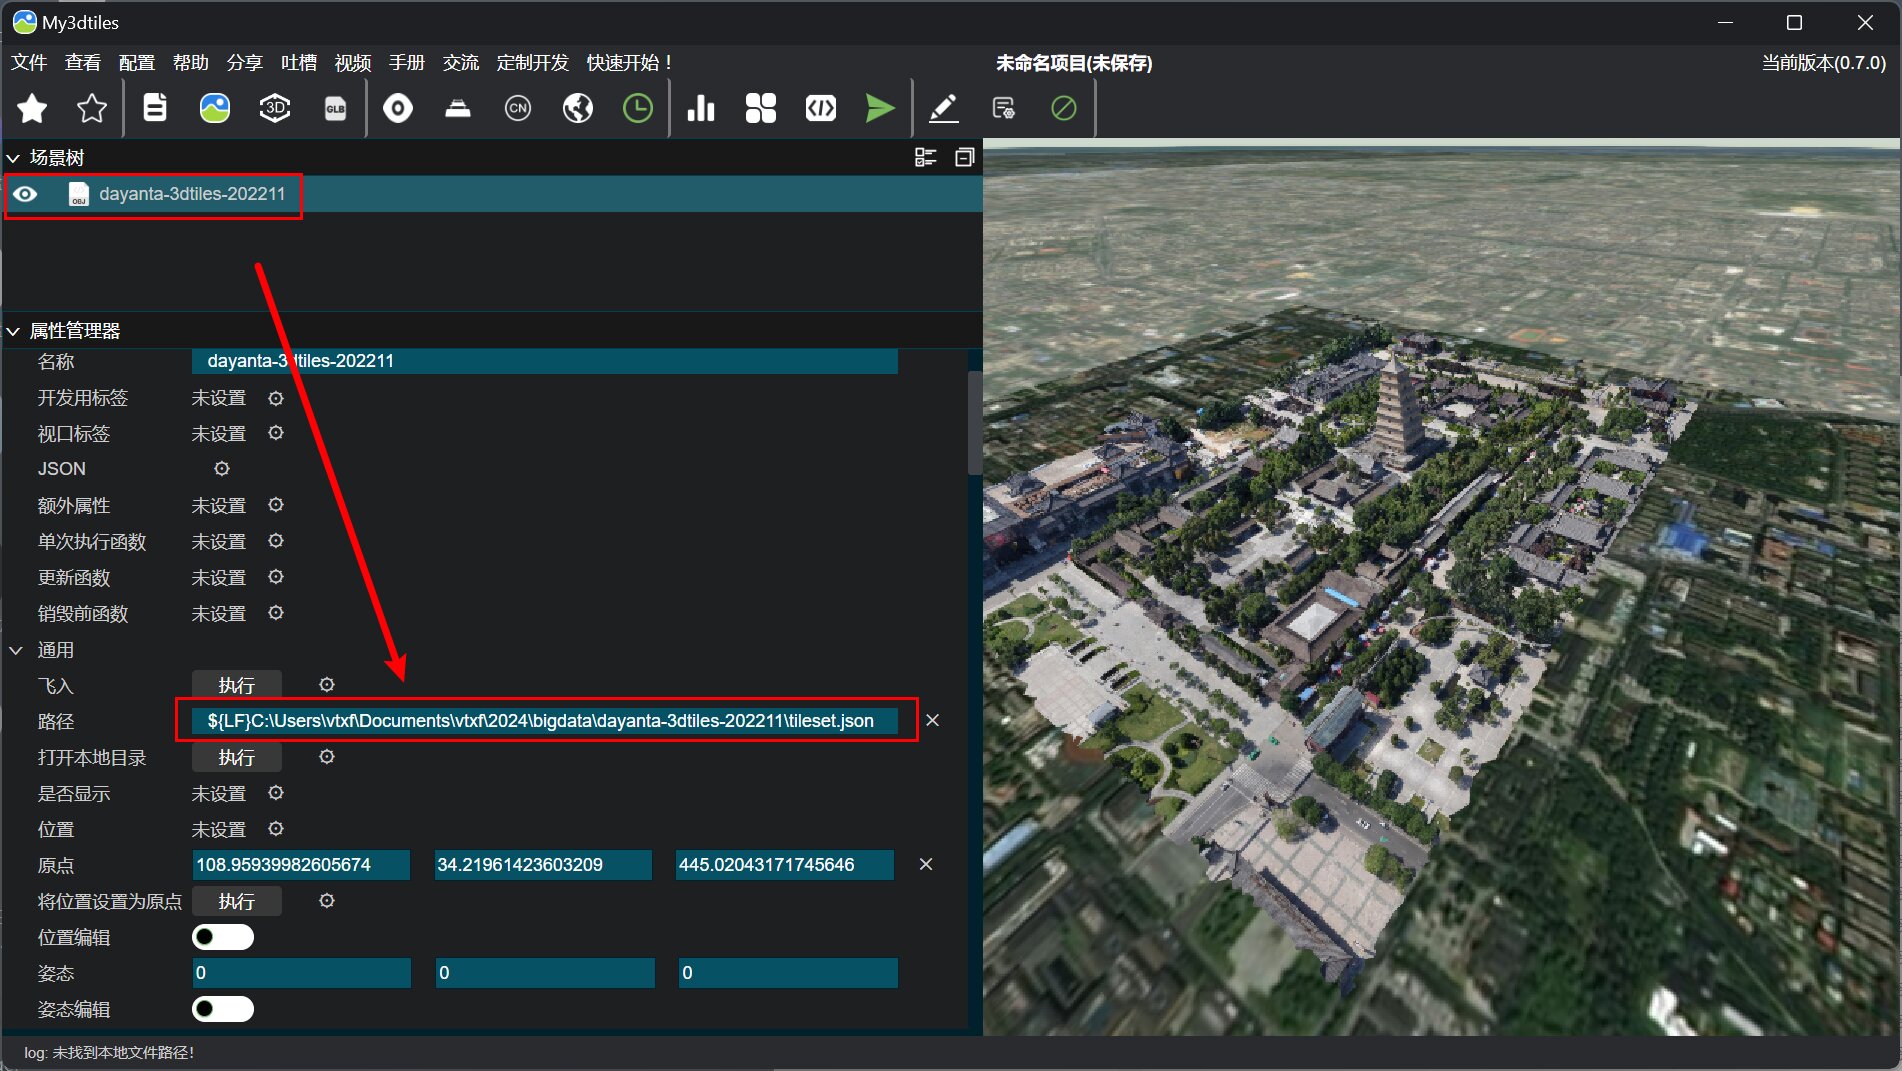 My3dtiles
文件 查看 配置 帮助 分享 吐槽 视频 手册 交流 定制开发 快速开始！ 未命名项目(未保存) 当前版本(0.7.0)
3D GLB CN
场景树
OBJ dayanta-3dtiles-202211
属性管理器
名称 dayanta-3dtiles-202211
开发用标签 未设置
视口标签 未设置
JSON
额外属性 未设置
单次执行函数 未设置
更新函数 未设置
销毁前函数 未设置
通用
飞入 执行
路径 ${LF}C:\Users\vtxf\Documents\vtxf\2024\bigdata\dayanta-3dtiles-202211\tileset.json
打开本地目录 执行
是否显示 未设置
位置 未设置
原点 108.95939982605674 34.21961423603209 445.02043171745646
将位置设置为原点 执行
位置编辑
姿态 0 0 0
姿态编辑
log: 未找到本地文件路径!